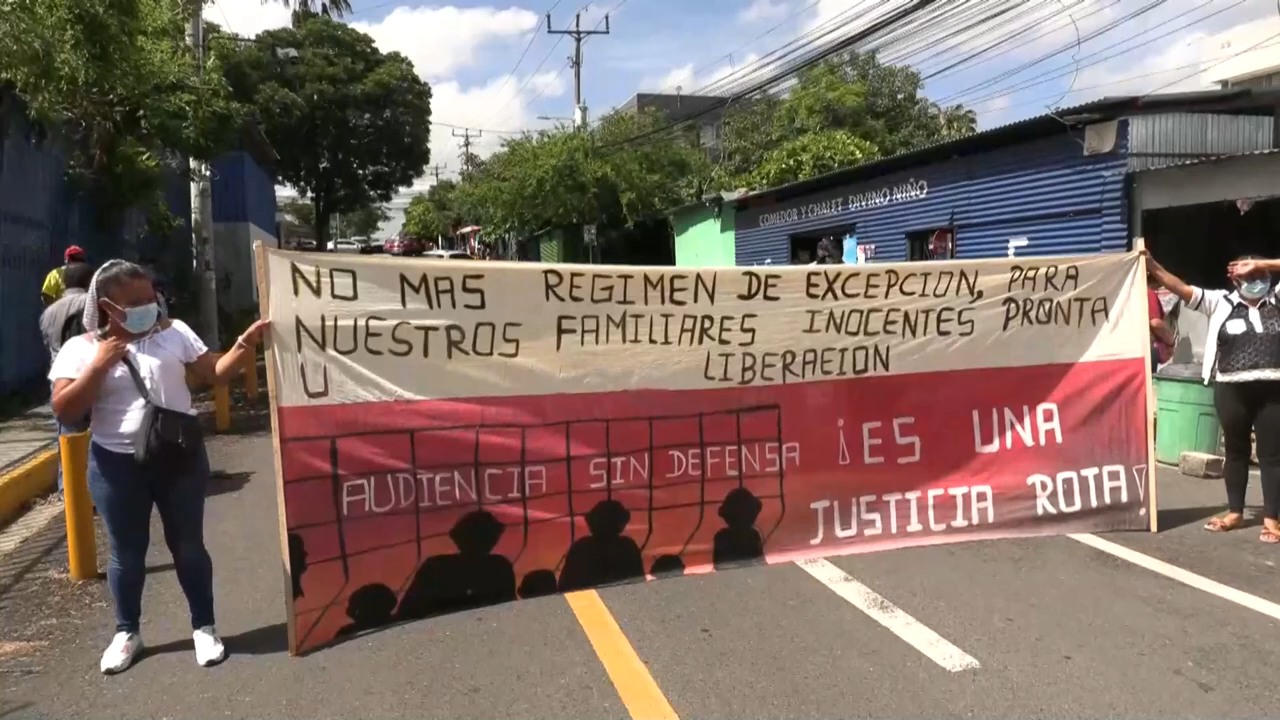 COMEDOR Y CHALET DIVINO NIÑO
NO MAS REGIMEN DE EXCEPCION, PARA
NUESTROS FAMILIARES INOCENTES PRONTA
U LIBERAEION
AUDIENCIA SIN DEFENSA
¡ES UNA
JUSTICIA ROTA!